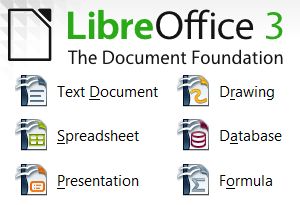 LibreOffice 3
The Document Foundation
Text Document Drawing
Spreadsheet Database
Presentation Formula